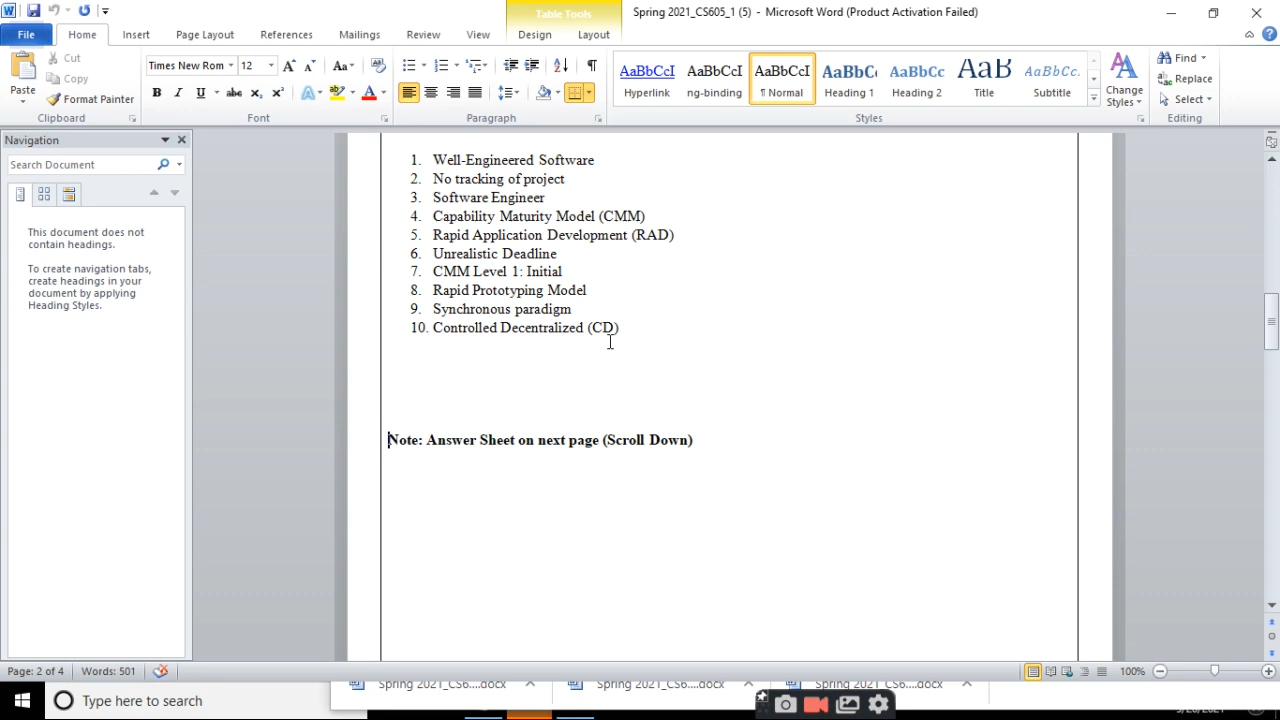 Table Tools
Spring 2021_CS605_1 (5) - Microsoft Word (Product Activation Failed)
File Home Insert Page Layout References Mailings Review View Design Layout
Paste
Cut
Copy
Format Painter
Clipboard
Times New Rom 12
Font
Paragraph
AaBbCcI Hyperlink
AaBbCcI ng-binding
AaBbCcI ¶ Normal
AaBbC Heading 1
AaBbCc Heading 2
AaB Title
AaBbCc. Subtitle
Change Styles
Styles
Find
Replace
Select
Editing
Navigation
Search Document
This document does not
contain headings.
To create navigation tabs,
create headings in your
document by applying
Heading Styles.
1. Well-Engineered Software
2. No tracking of project
3. Software Engineer
4. Capability Maturity Model (CMM)
5. Rapid Application Development (RAD)
6. Unrealistic Deadline
7. CMM Level 1: Initial
8. Rapid Prototyping Model
9. Synchronous paradigm
10. Controlled Decentralized (CD)
Note: Answer Sheet on next page (Scroll Down)
Page: 2 of 4 Words: 501 100%
Spring 2021_CS6....docx Spring 2021_CS6....docx Spring 2021_CS6....docx
Type here to search